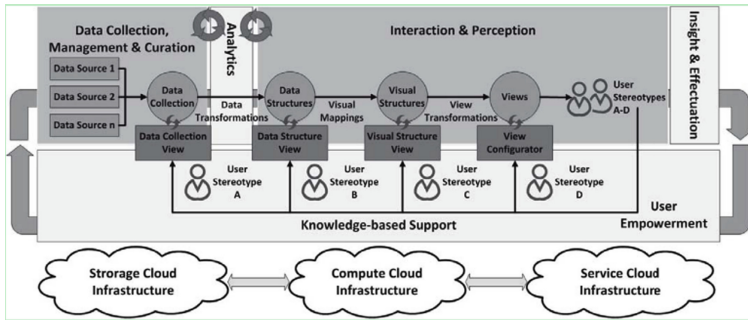 Data Collection,
Management & Curation
Analytics
Interaction & Perception
Insight & Effectuation
Data Source 1
Data Source 2
Data Source n
Data
Collection
Data
Transformations
Data
Structures
Visual
Mappings
Visual
Structures
View
Transformations
Views
User
Stereotypes
A-D
Data Collection
View
Data Structure
View
Visual Structure
View
View
Configurator
User
Stereotype
A
User
Stereotype
B
User
Stereotype
C
User
Stereotype
D
Knowledge-based Support
User
Empowerment
Strorage Cloud
Infrastructure
Compute Cloud
Infrastructure
Service Cloud
Infrastructure